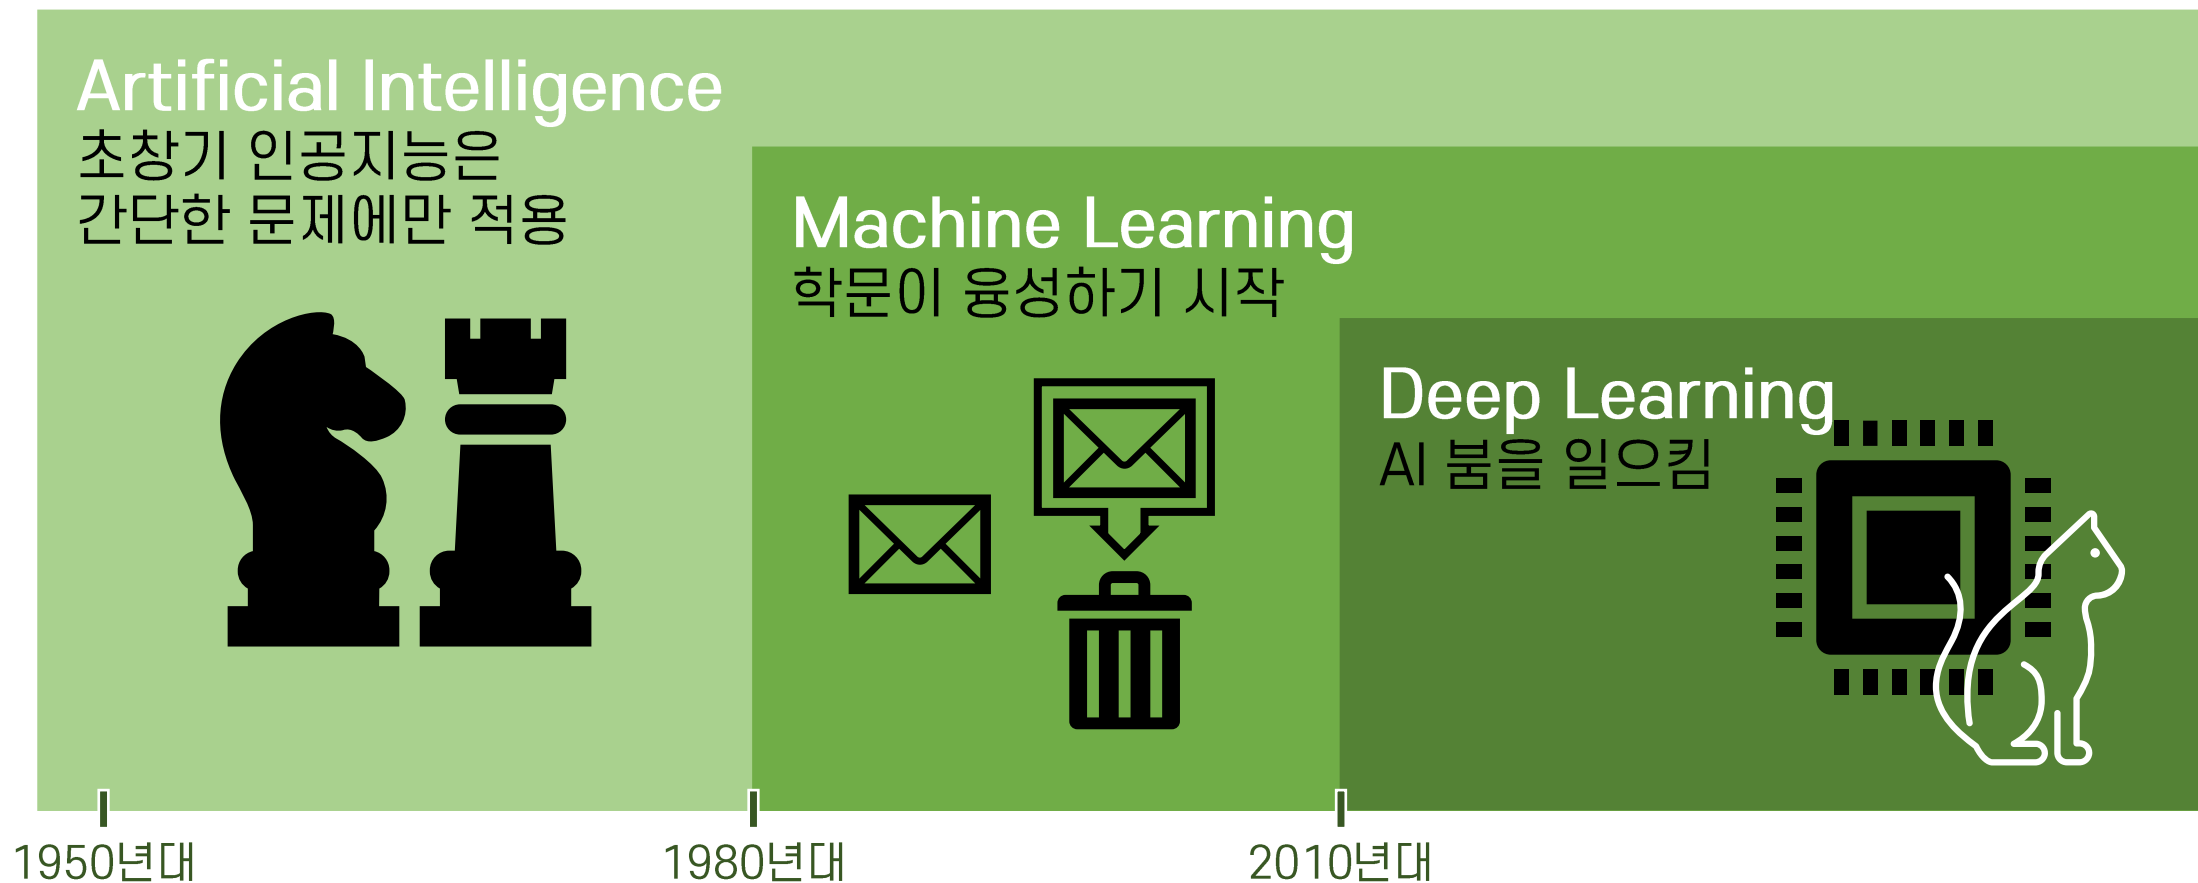 Artificial Intelligence
초창기 인공지능은
간단한 문제에만 적용
Machine Learning
학문이 융성하기 시작
Deep Learning
AI 붐을 일으킴
1950년대
1980년대
2010년대